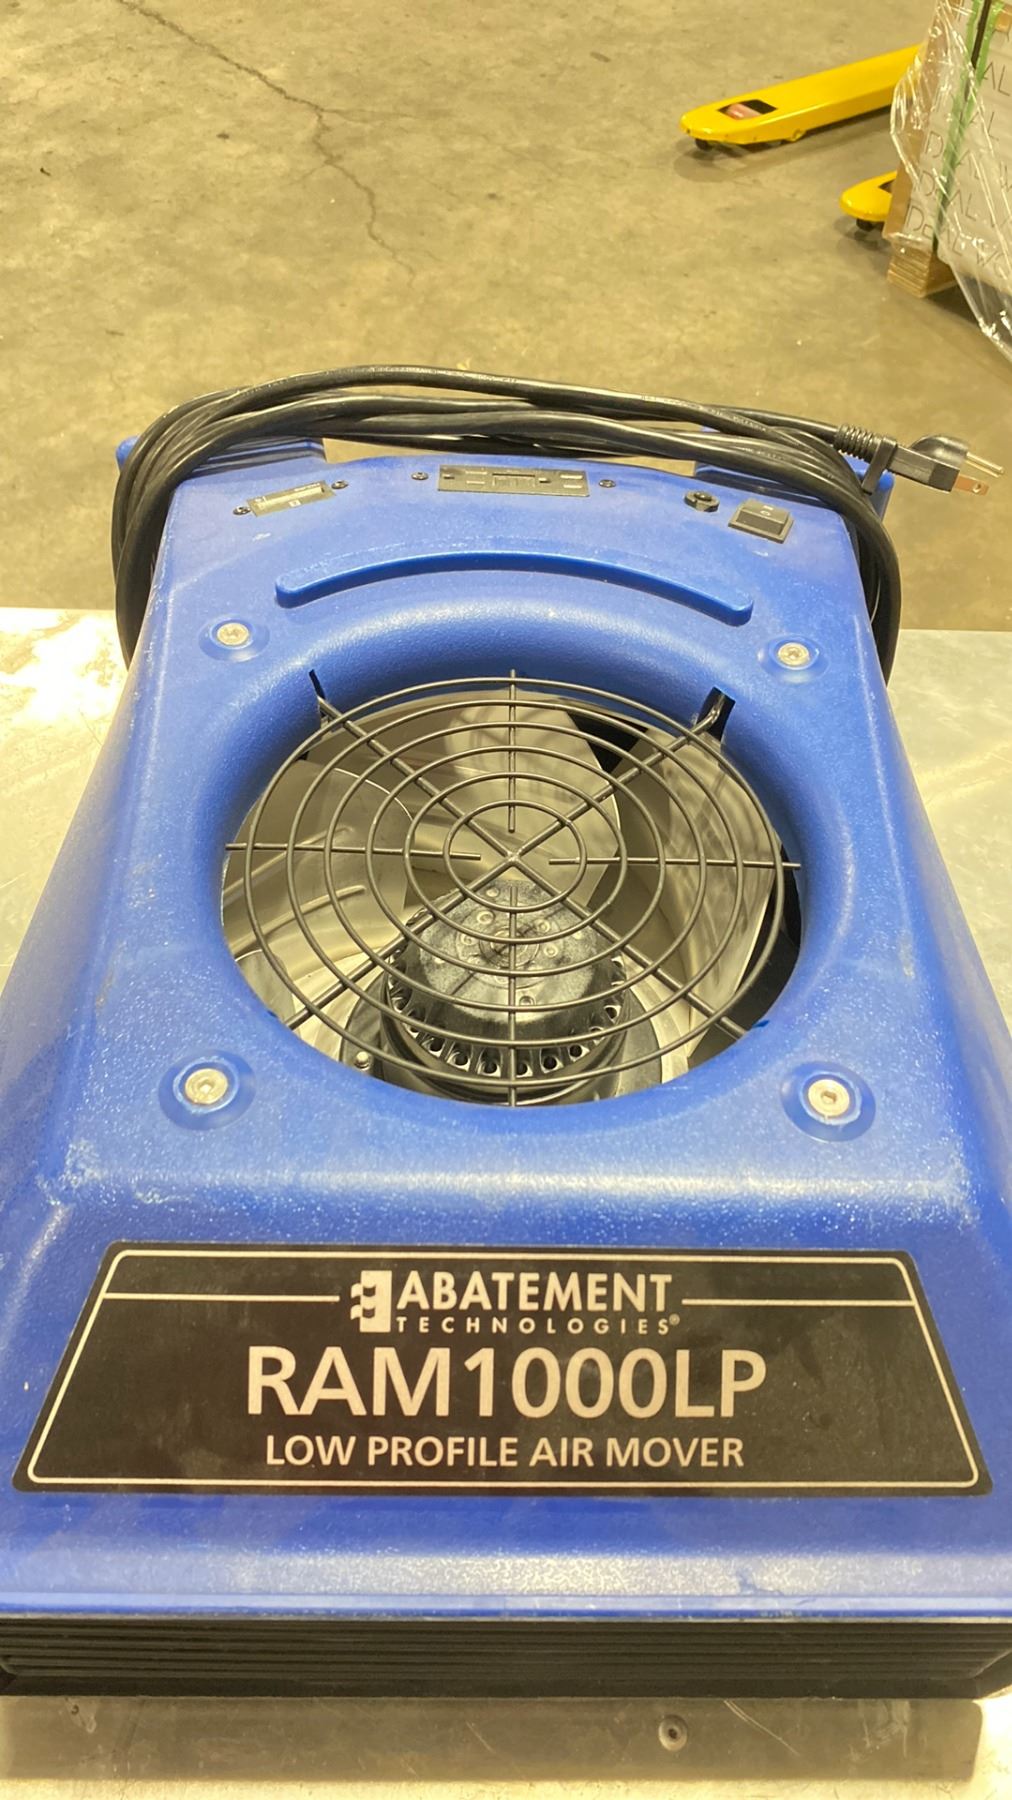 ABATEMENT
TECHNOLOGIES®
RAM1000LP
LOW PROFILE AIR MOVER